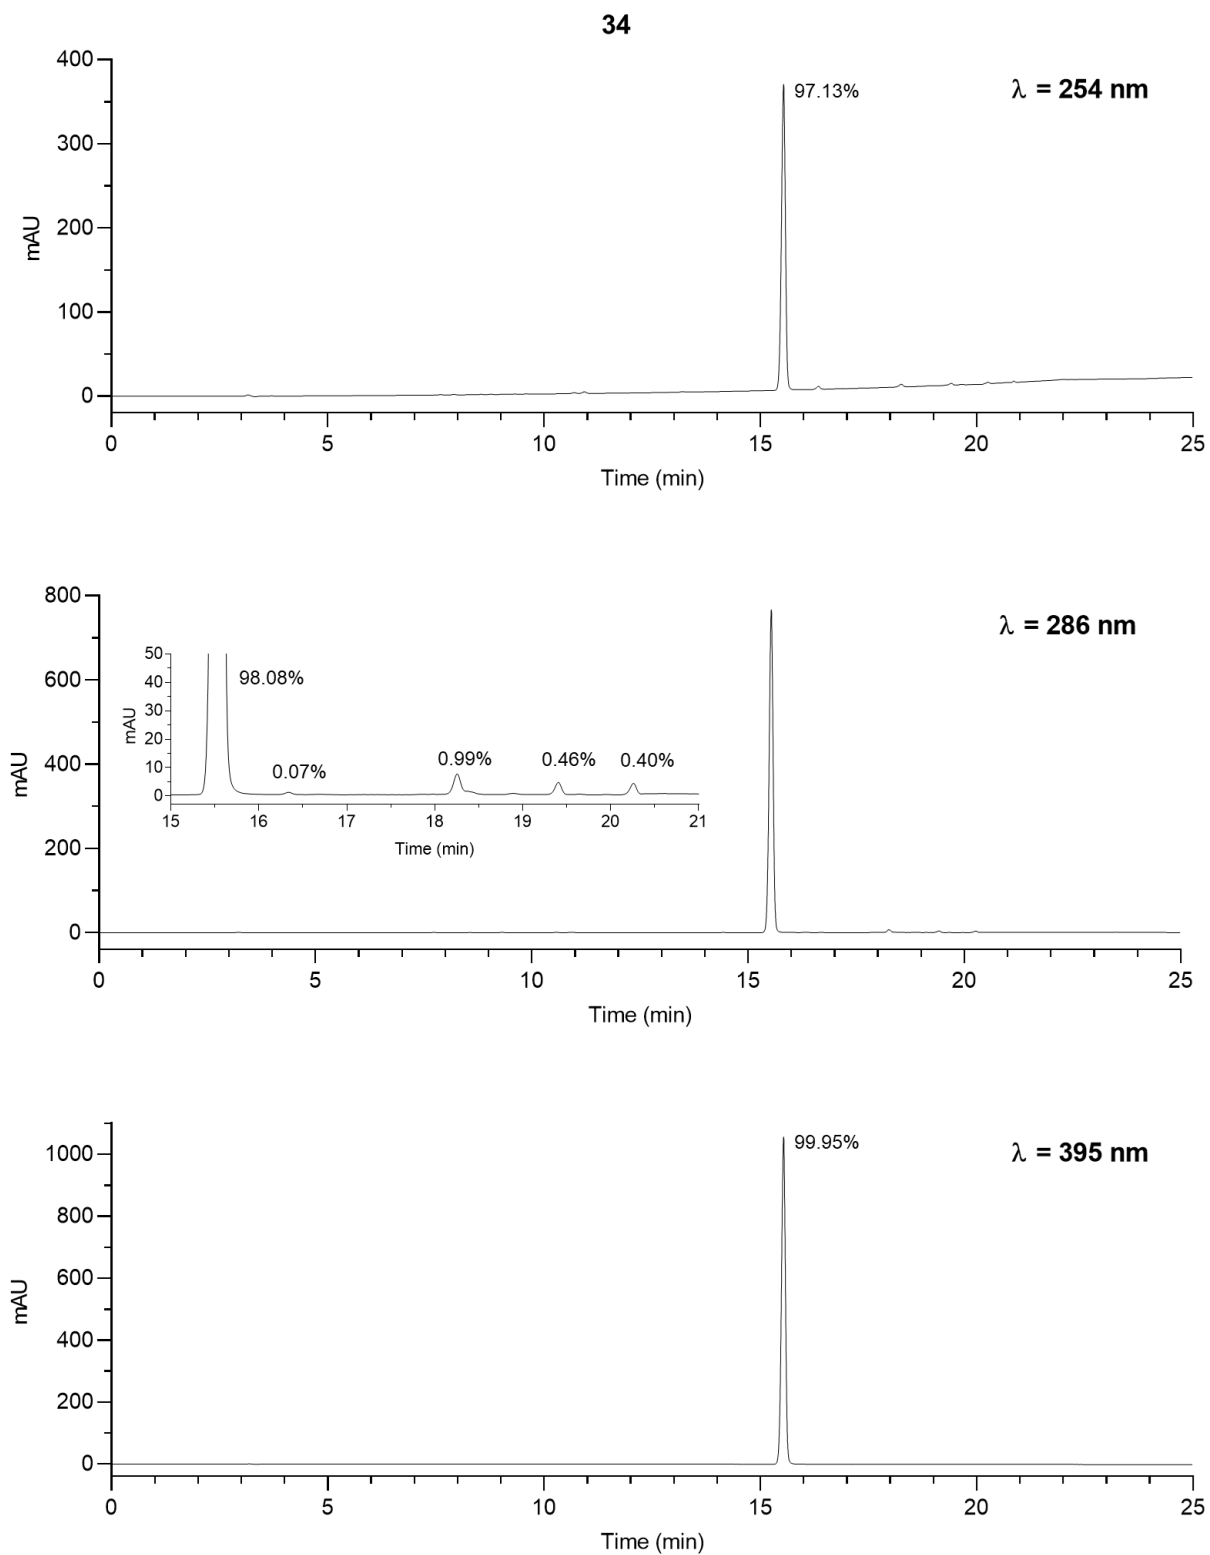 34
400
300
200
100
0
mAU
97.13%
λ = 254 nm
0 5 10 15 20 25
Time (min)
800
600
400
200
0
mAU
λ = 286 nm
50
40
30
20
10
0
mAU
98.08%
0.07%
0.99%
0.46%
0.40%
15 16 17 18 19 20 21
Time (min)
0 5 10 15 20 25
Time (min)
1000
800
600
400
200
0
mAU
99.95%
λ = 395 nm
0 5 10 15 20 25
Time (min)